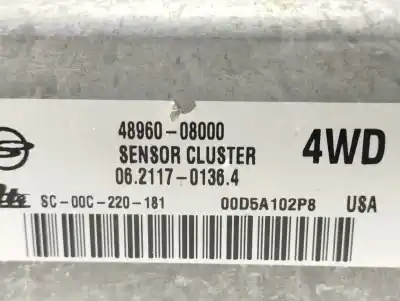 48960-08000
SENSOR CLUSTER
4WD
06.2117-0136.4
SC-00C-220-181 00D5A102P8 USA